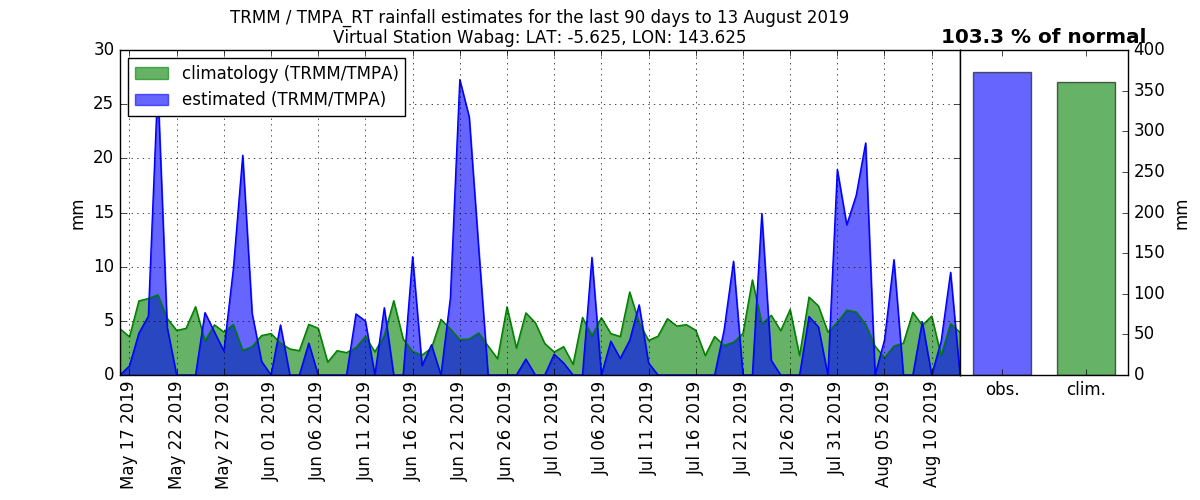 TRMM / TMPA_RT rainfall estimates for the last 90 days to 13 August 2019
Virtual Station Wabag: LAT: -5.625, LON: 143.625
103.3 % of normal
climatology (TRMM/TMPA)
estimated (TRMM/TMPA)
30
25
20
15
10
5
0
mm
May 17 2019
May 22 2019
May 27 2019
Jun 01 2019
Jun 06 2019
Jun 11 2019
Jun 16 2019
Jun 21 2019
Jun 26 2019
Jul 01 2019
Jul 06 2019
Jul 11 2019
Jul 16 2019
Jul 21 2019
Jul 26 2019
Jul 31 2019
Aug 05 2019
Aug 10 2019
obs.
clim.
400
350
300
250
200
150
100
50
0
mm